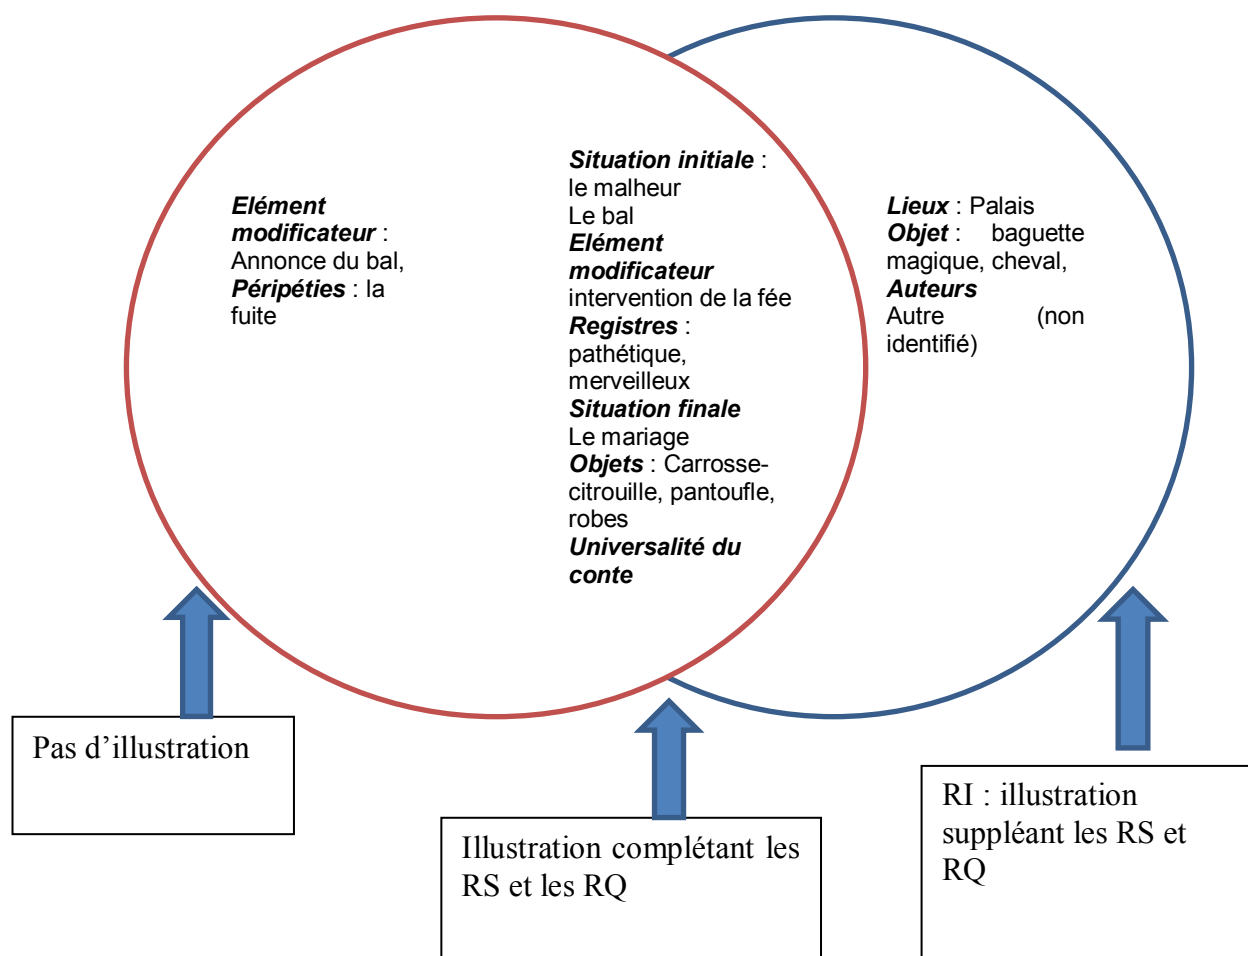 Elément
modificateur :
Annonce du bal,
Péripéties : la
fuite
Situation initiale :
le malheur
Le bal
Elément
modificateur
intervention de la fée
Registres :
pathétique,
merveilleux
Situation finale
Le mariage
Objets : Carrosse-
citrouille, pantoufle,
robes
Universalité du
conte
Lieux : Palais
Objet : baguette
magique, cheval,
Auteurs
Autre (non
identifié)
Pas d’illustration
Illustration complétant les
RS et les RQ
RI : illustration
suppléant les RS et
RQ